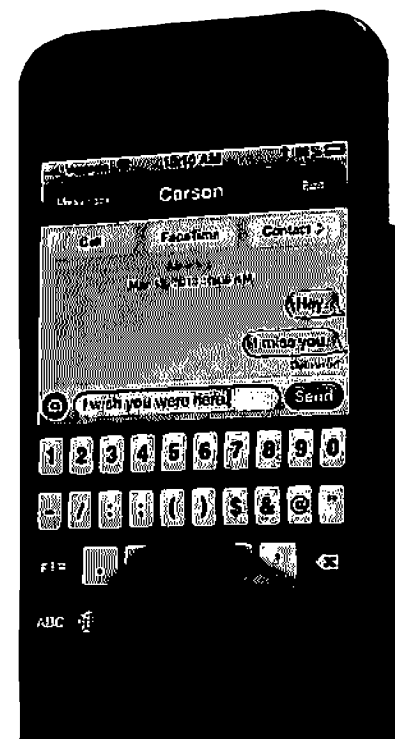 Carson
FaceTime Contact
Hey
I miss you
I wish you were here Send
1 2 3 4 5 6 7 8 9 0
- / : ; ( ) $ & @ "
#+=
ABC